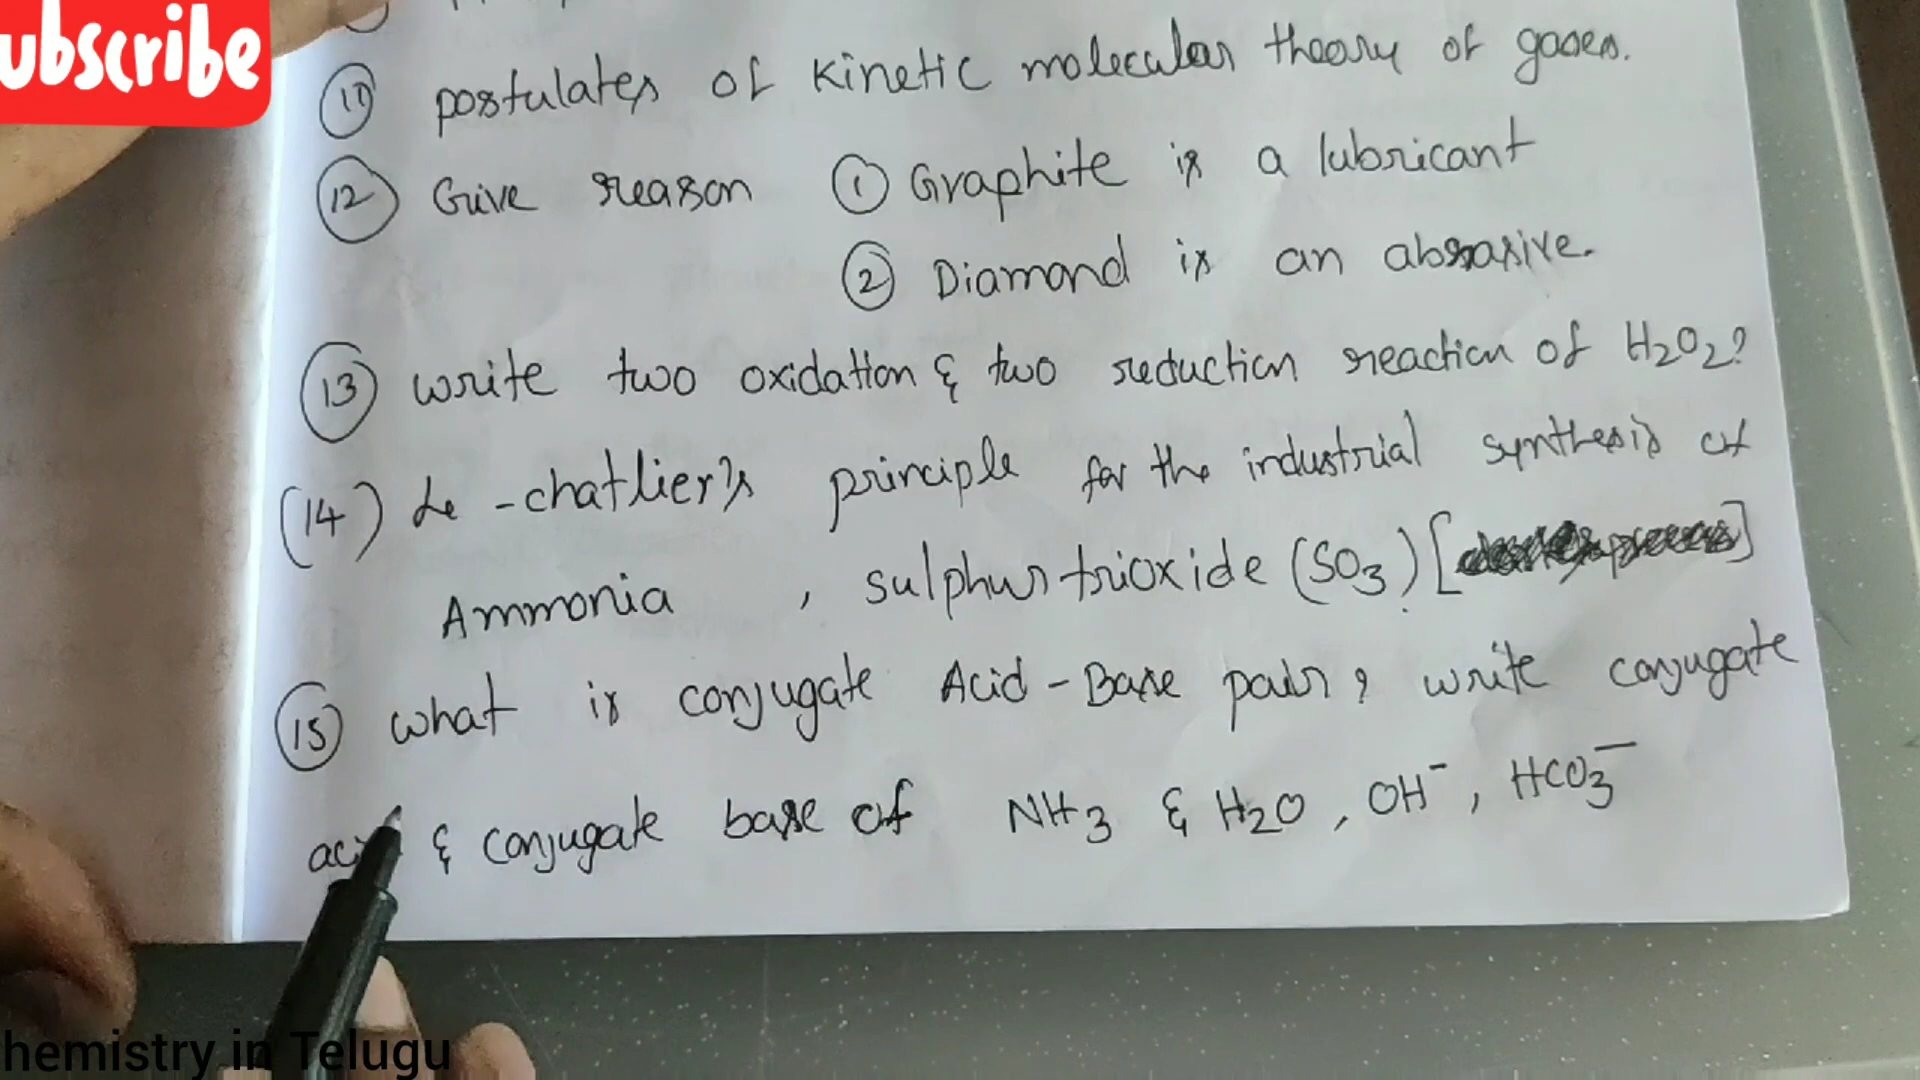 ubscribe
11 postulates of kinetic molecular theory of gases.
12 Give reason 1 Graphite is a lubricant
2 Diamond is an abrasive.
13 write two oxidation & two reduction reaction of H2O2?
(14) Le-chatlier's principle for the industrial synthesis of
Ammonia , sulphur trioxide (SO3) [ ]
15 what is conjugate Acid-Base pair? write conjugate
& conjugate base of NH3 & H2O, OH⁻, HCO3⁻
hemistry in Telugu